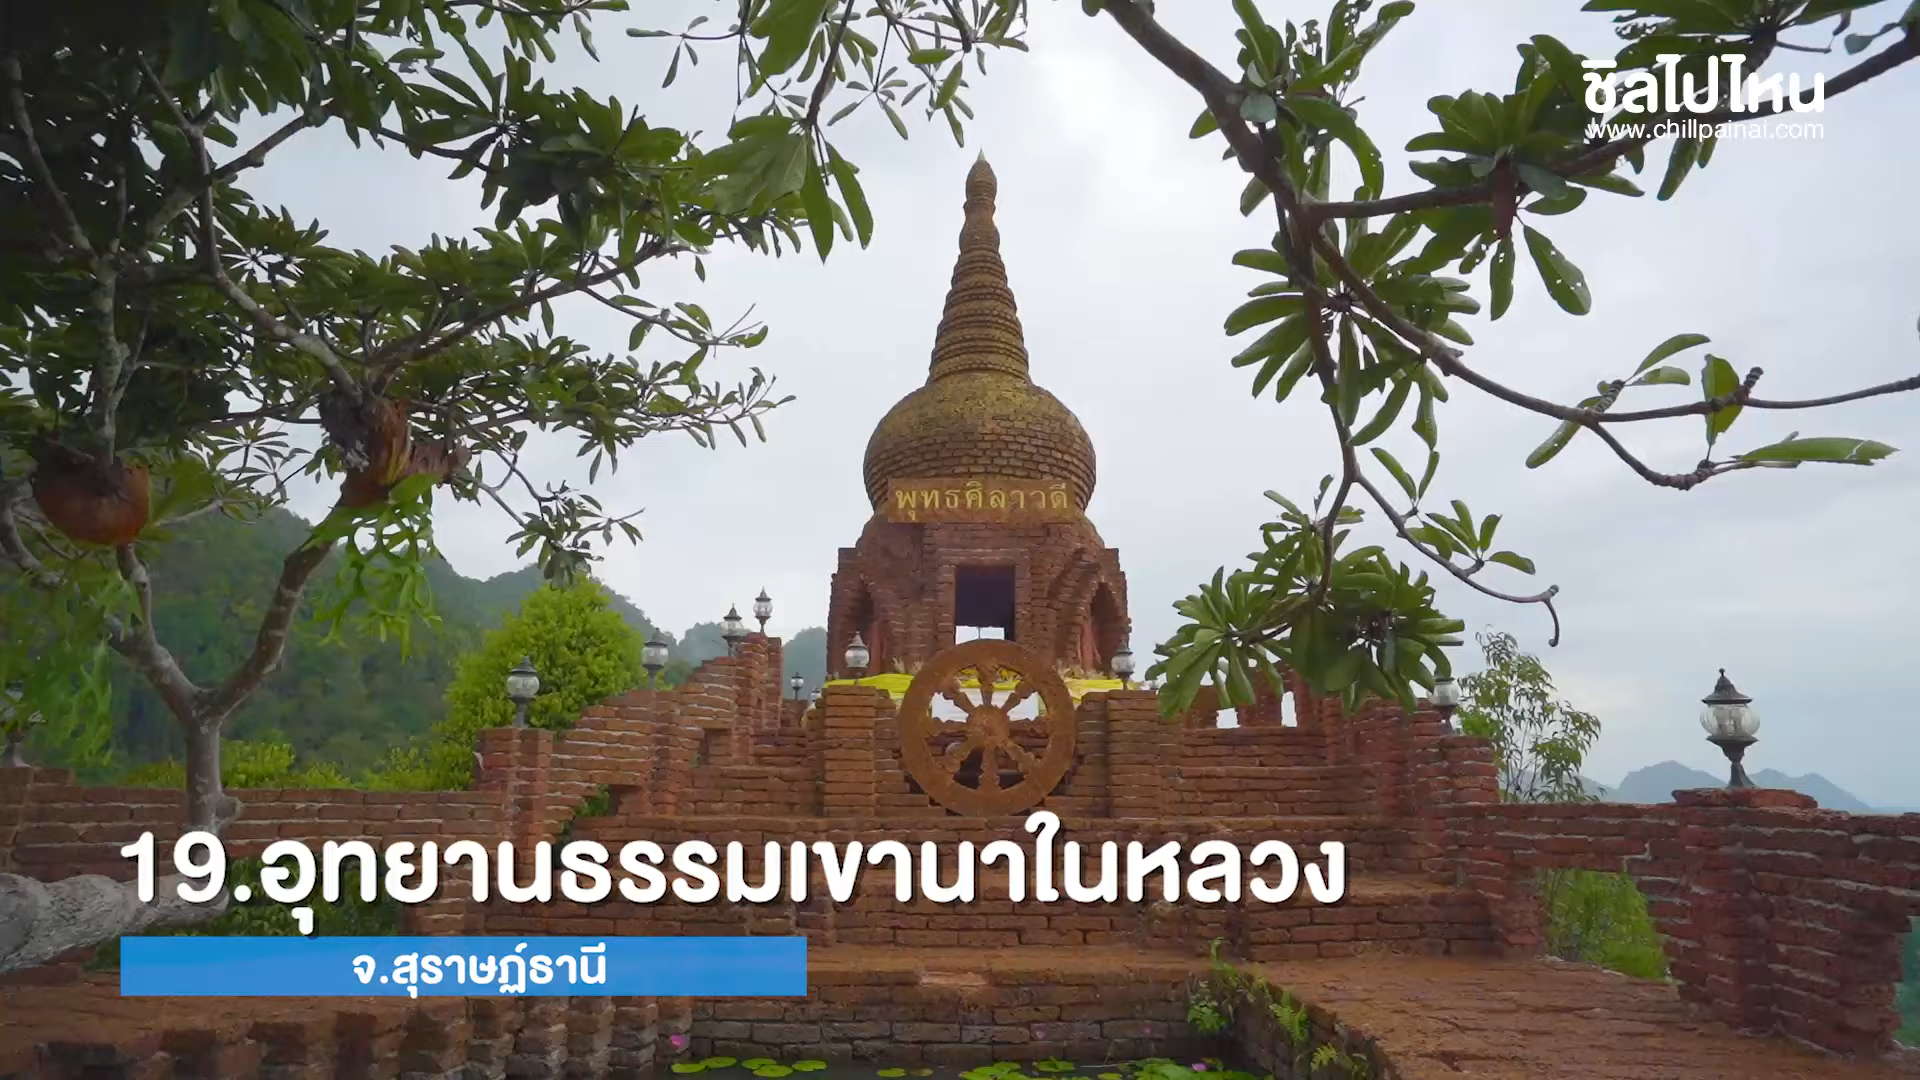 ชิลไปไหน
www.chillpainai.com
พุทธศิลาวดี
19.อุทยานธรรมเขานาในหลวง
จ.สุราษฎ์ธานี